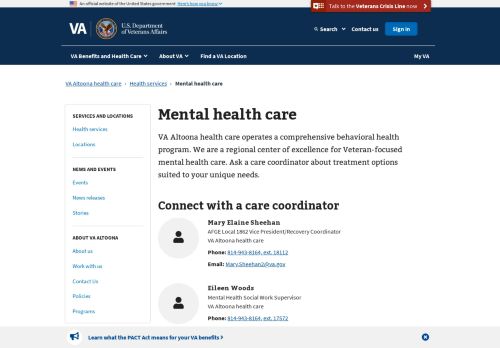 An official website of the United States government Here's how you know
Talk to the Veterans Crisis Line now
VA
U.S. Department
of Veterans Affairs
Search
Contact us
Sign in
VA Benefits and Health Care
About VA
Find a VA Location
My VA
VA Altoona health care › Health services › Mental health care
SERVICES AND LOCATIONS
Health services
Locations
NEWS AND EVENTS
Events
News releases
Stories
ABOUT VA ALTOONA
About us
Work with us
Contact Us
Policies
Programs
Mental health care
VA Altoona health care operates a comprehensive behavioral health
program. We are a regional center of excellence for Veteran-focused
mental health care. Ask a care coordinator about treatment options
suited to your unique needs.
Connect with a care coordinator
Mary Elaine Sheehan
AFGE Local 1862 Vice President/Recovery Coordinator
VA Altoona health care
Phone: 814-943-8164, ext. 18112
Email: Mary.Sheehan2@va.gov
Eileen Woods
Mental Health Social Work Supervisor
VA Altoona health care
Phone: 814-943-8164, ext. 17572
Learn what the PACT Act means for your VA benefits